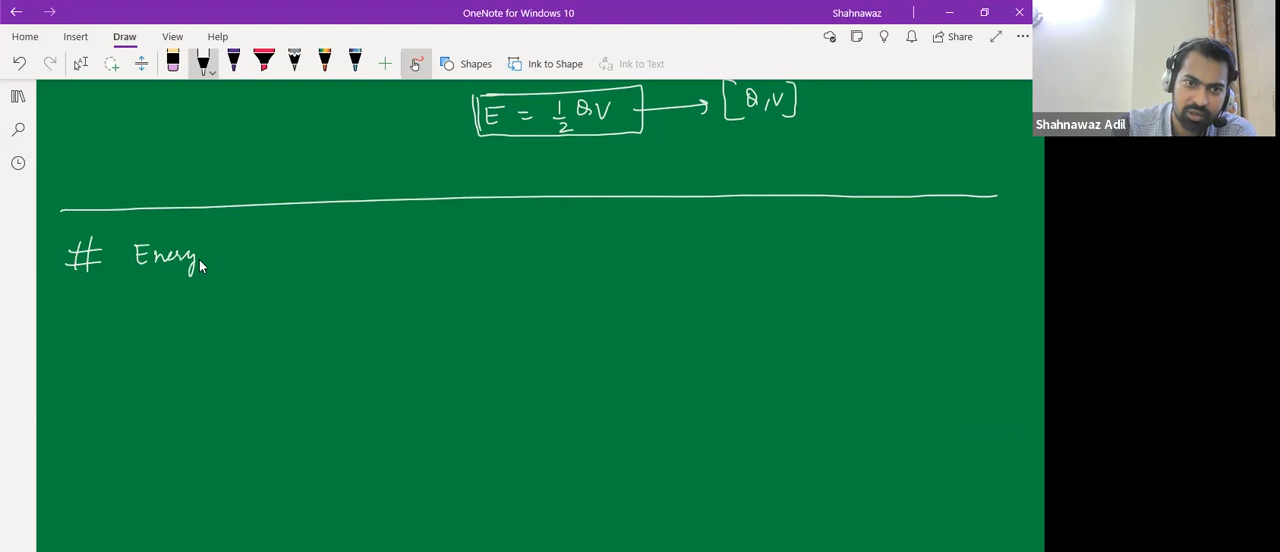 OneNote for Windows 10
Shahnawaz
Home Insert Draw View Help
Shapes Ink to Shape Ink to Text Share
Shahnawaz Adil
E = 1/2 QV → [Q,V]
# Enery